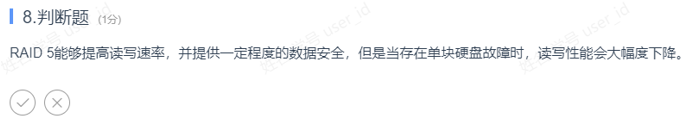 8.判断题 (1分)
RAID 5能够提高读写速率，并提供一定程度的数据安全，但是当存在单块硬盘故障时，读写性能会大幅度下降。